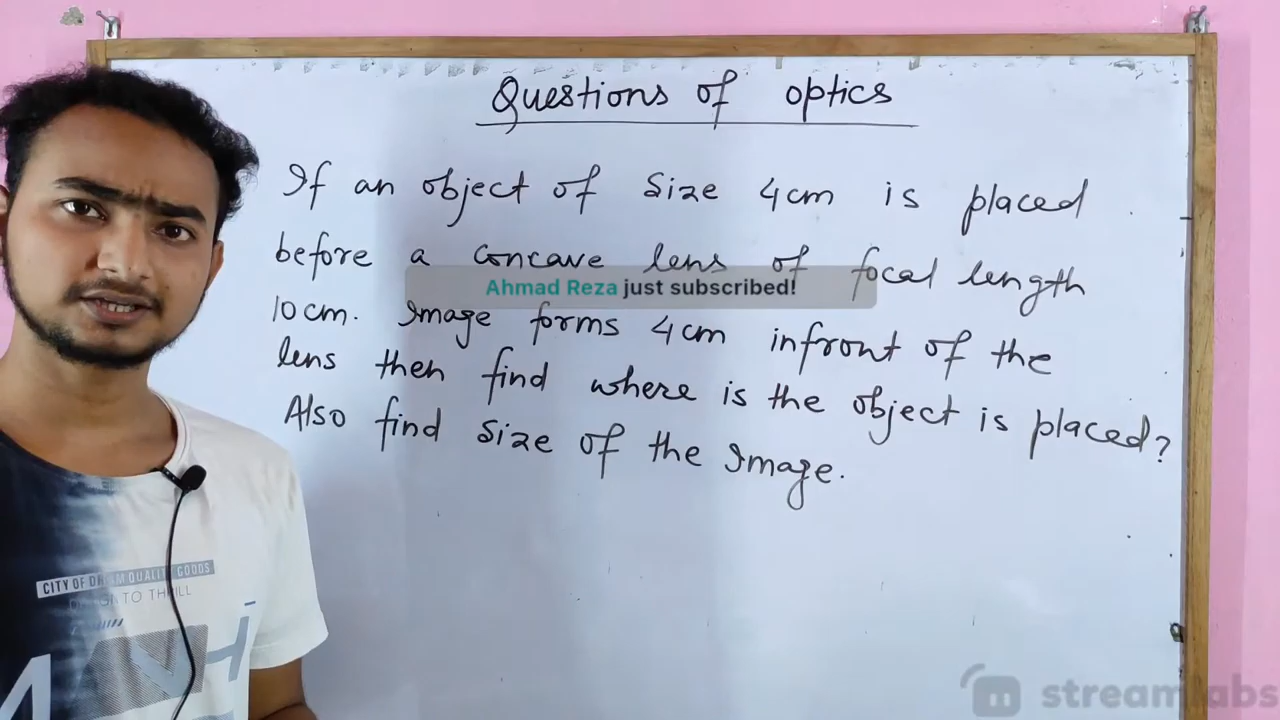 Questions of optics
If an object of size 4cm is placed
before a concave lens of focal length
Ahmad Reza just subscribed!
10cm. Image forms 4cm infront of the
lens then find where is the object is placed?
Also find size of the Image.
CITY OF DREAM QUALITY GOODS
streamlabs